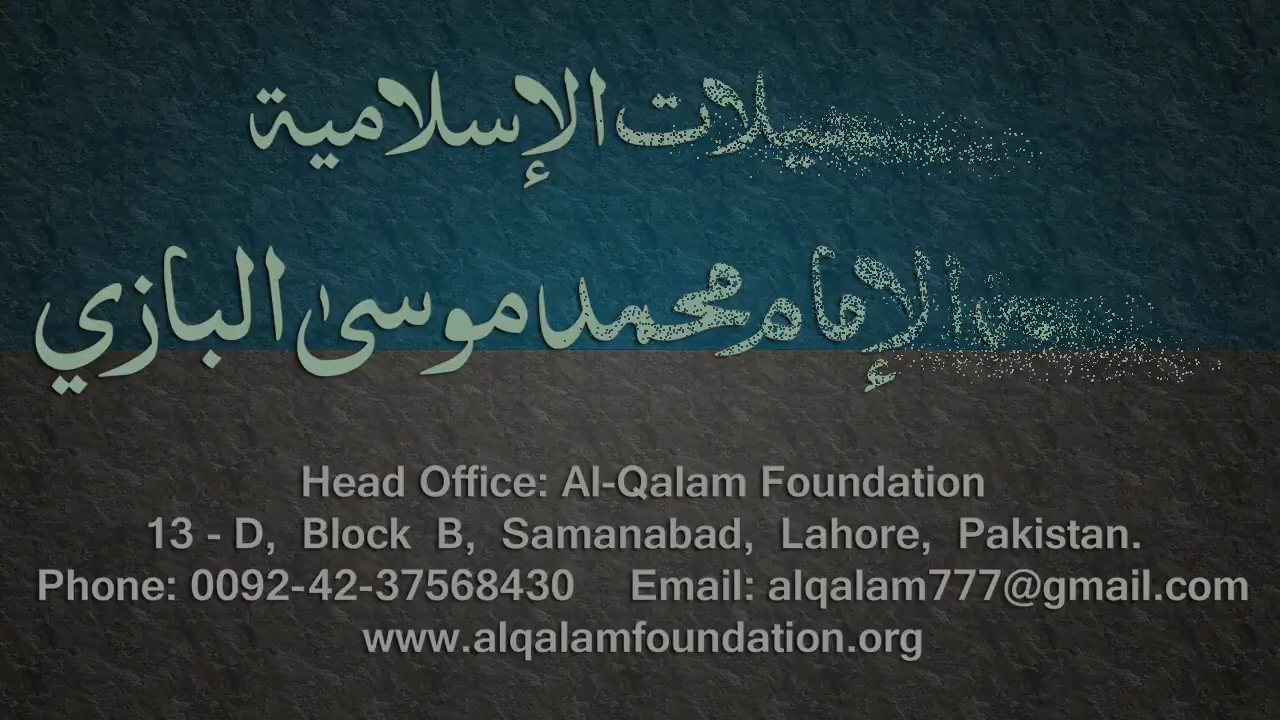 الإسلامية
الإمام محمد موسىٰ البازي
Head Office: Al-Qalam Foundation
13 - D, Block B, Samanabad, Lahore, Pakistan.
Phone: 0092-42-37568430 Email: alqalam777@gmail.com
www.alqalamfoundation.org